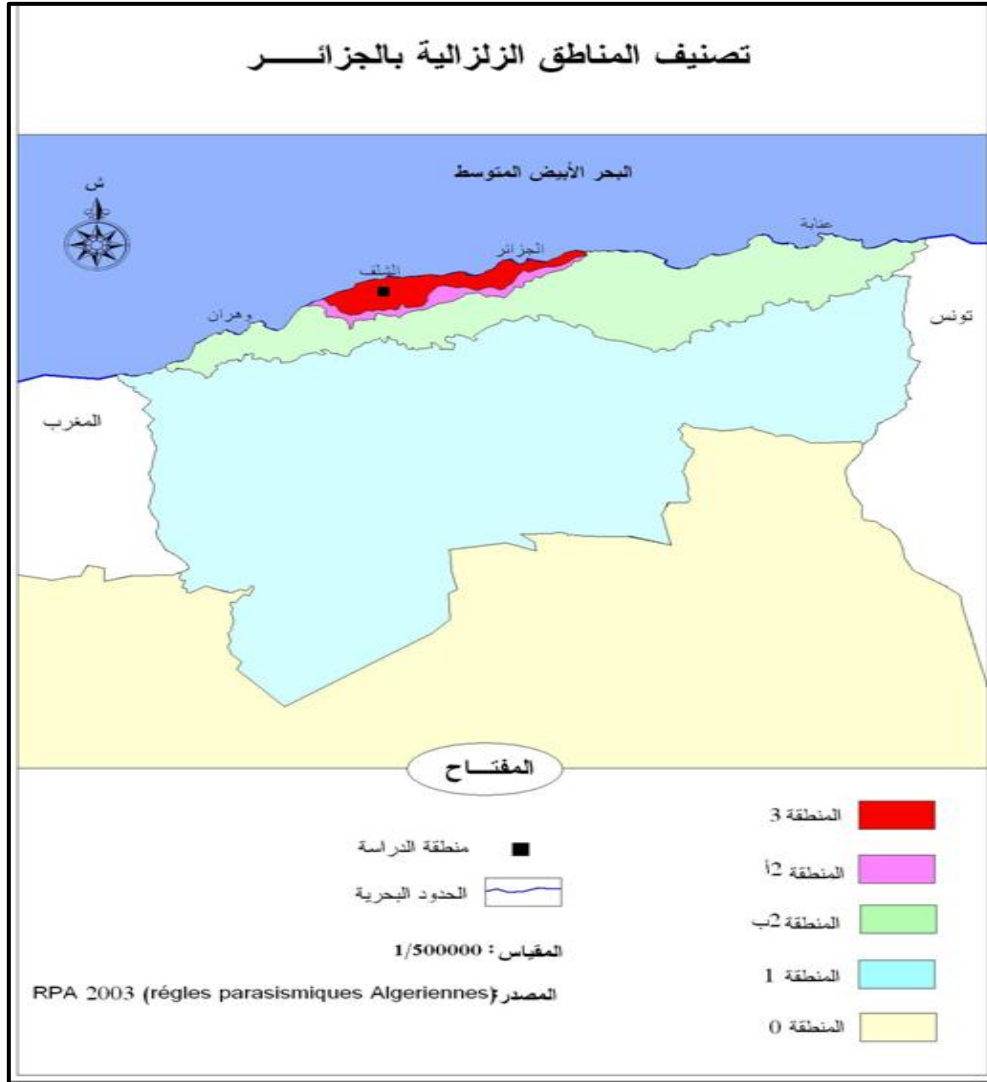 تصنيف المناطق الزلزالية بالجزائـــــر
البحر الأبيض المتوسط
ش
عنابة
الجزائر
الشلف
وهران
تونس
المغرب
المفتـــاح
المنطقة 3
المنطقة 2أ
المنطقة 2ب
المنطقة 1
المنطقة 0
منطقة الدراسة
الحدود البحرية
المقياس : 1/500000
المصدر: RPA 2003 (régles parasismiques Algeriennes)